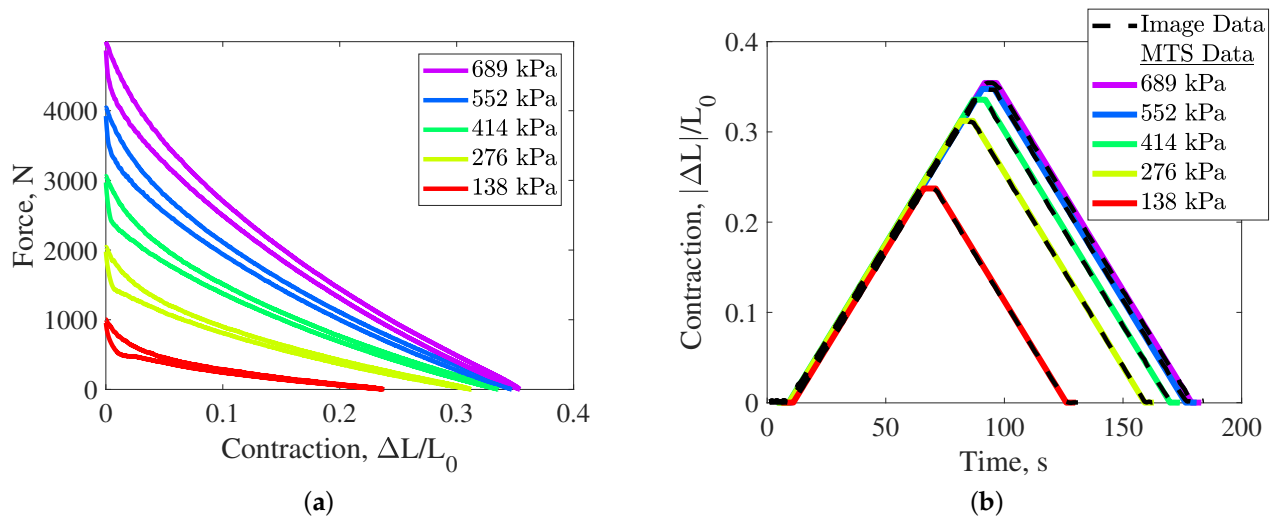 689 kPa
552 kPa
414 kPa
276 kPa
138 kPa
4000
3000
2000
1000
0
0
0.1
0.2
0.3
0.4
Force, N
Contraction, ΔL/L₀
(a)
Image Data
MTS Data
689 kPa
552 kPa
414 kPa
276 kPa
138 kPa
0.4
0.3
0.2
0.1
0
0
50
100
150
200
Contraction, |ΔL|/L₀
Time, s
(b)